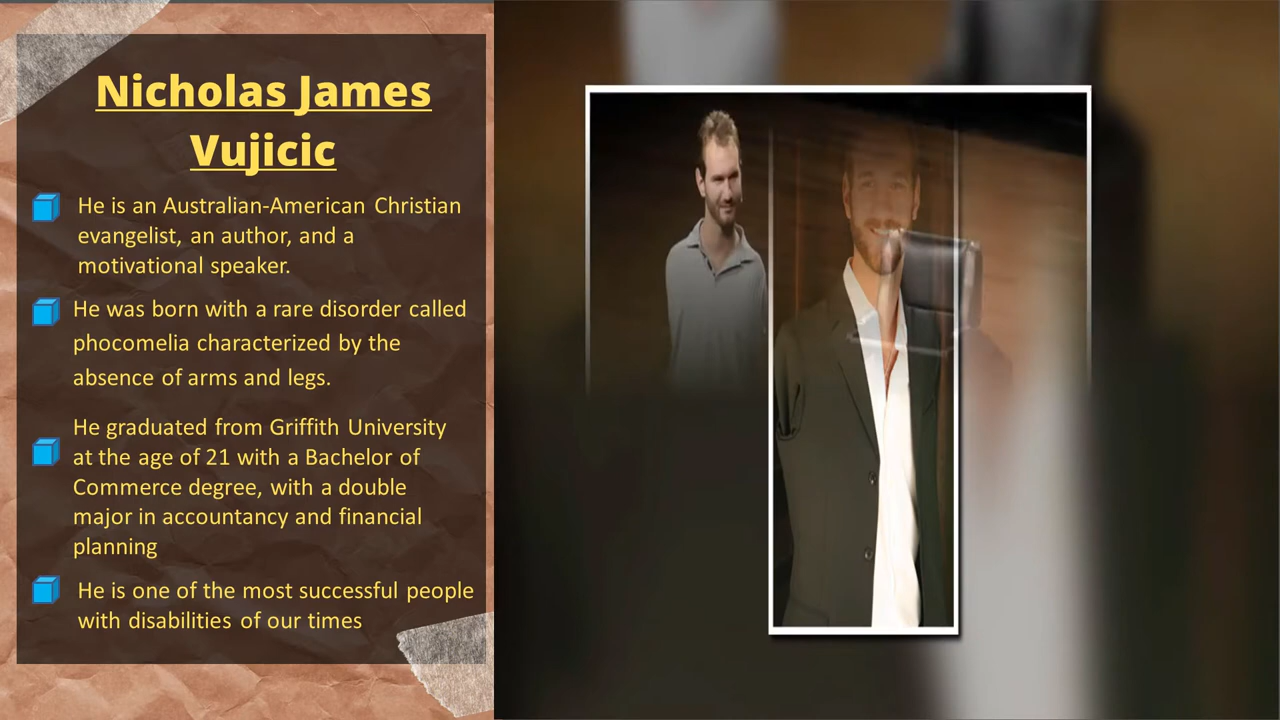 Nicholas James
Vujicic
He is an Australian-American Christian
evangelist, an author, and a
motivational speaker.
He was born with a rare disorder called
phocomelia characterized by the
absence of arms and legs.
He graduated from Griffith University
at the age of 21 with a Bachelor of
Commerce degree, with a double
major in accountancy and financial
planning
He is one of the most successful people
with disabilities of our times